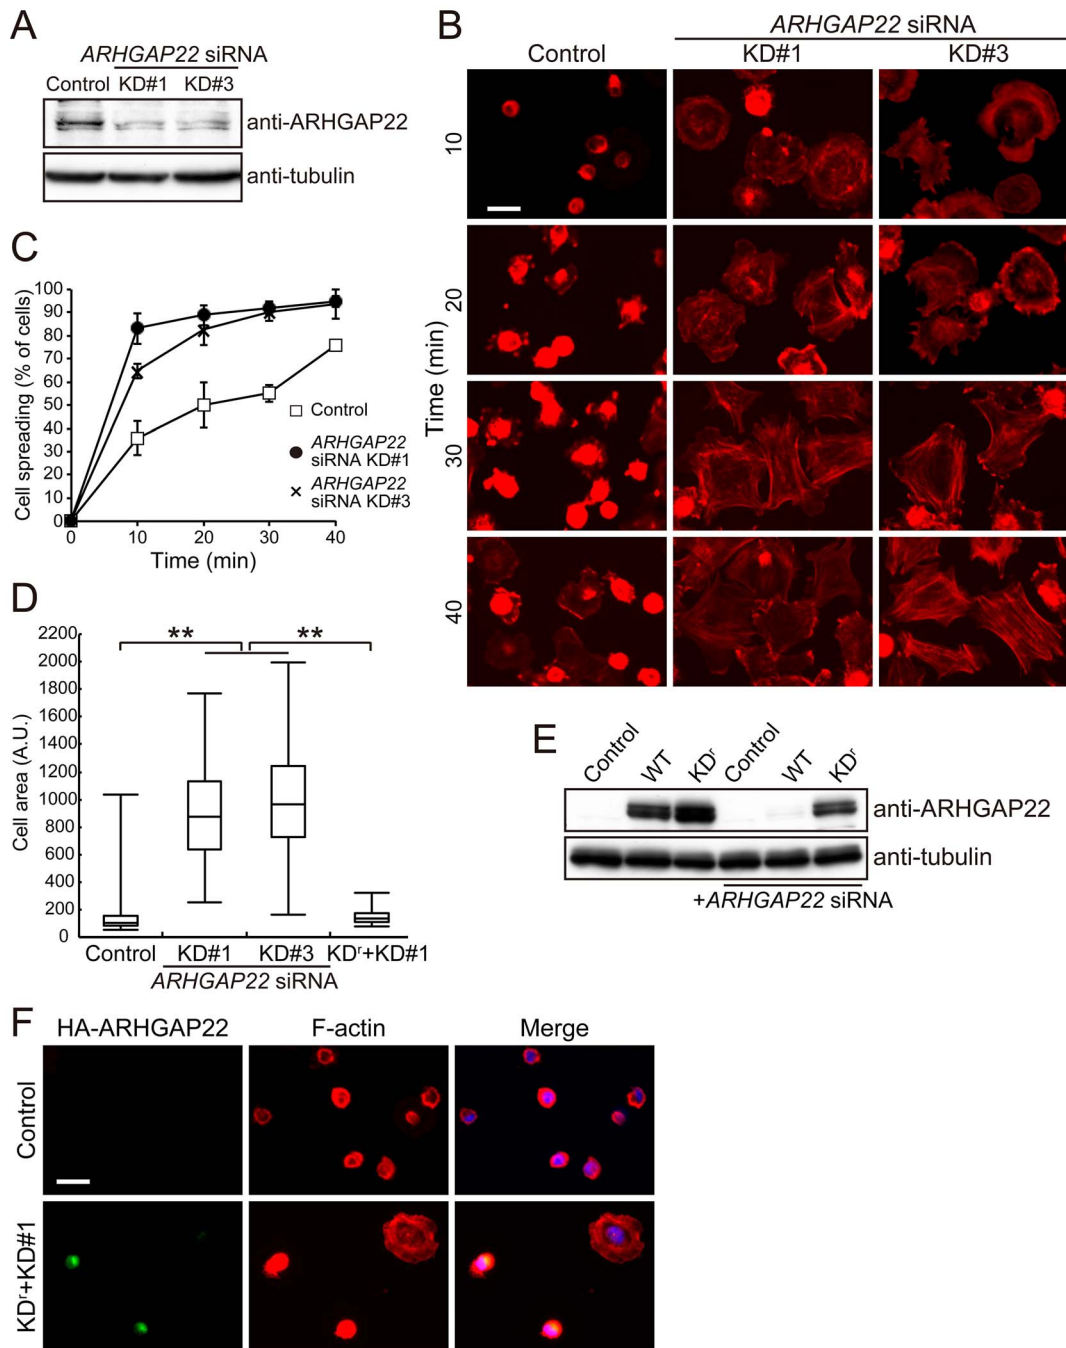 A
ARHGAP22 siRNA
Control KD#1 KD#3
anti-ARHGAP22
anti-tubulin
B
ARHGAP22 siRNA
Control KD#1 KD#3
10
20
30
40
Time (min)
C
Cell spreading (% of cells)
100
90
80
70
60
50
40
30
20
10
0
0 10 20 30 40
Time (min)
Control
ARHGAP22
siRNA KD#1
ARHGAP22
siRNA KD#3
D
Cell area (A.U.)
2200
2000
1800
1600
1400
1200
1000
800
600
400
200
0
** **
Control KD#1 KD#3 KDʳ+KD#1
ARHGAP22 siRNA
E
Control WT KDʳ Control WT KDʳ
anti-ARHGAP22
anti-tubulin
+ARHGAP22 siRNA
F
HA-ARHGAP22 F-actin Merge
Control
KDʳ+KD#1